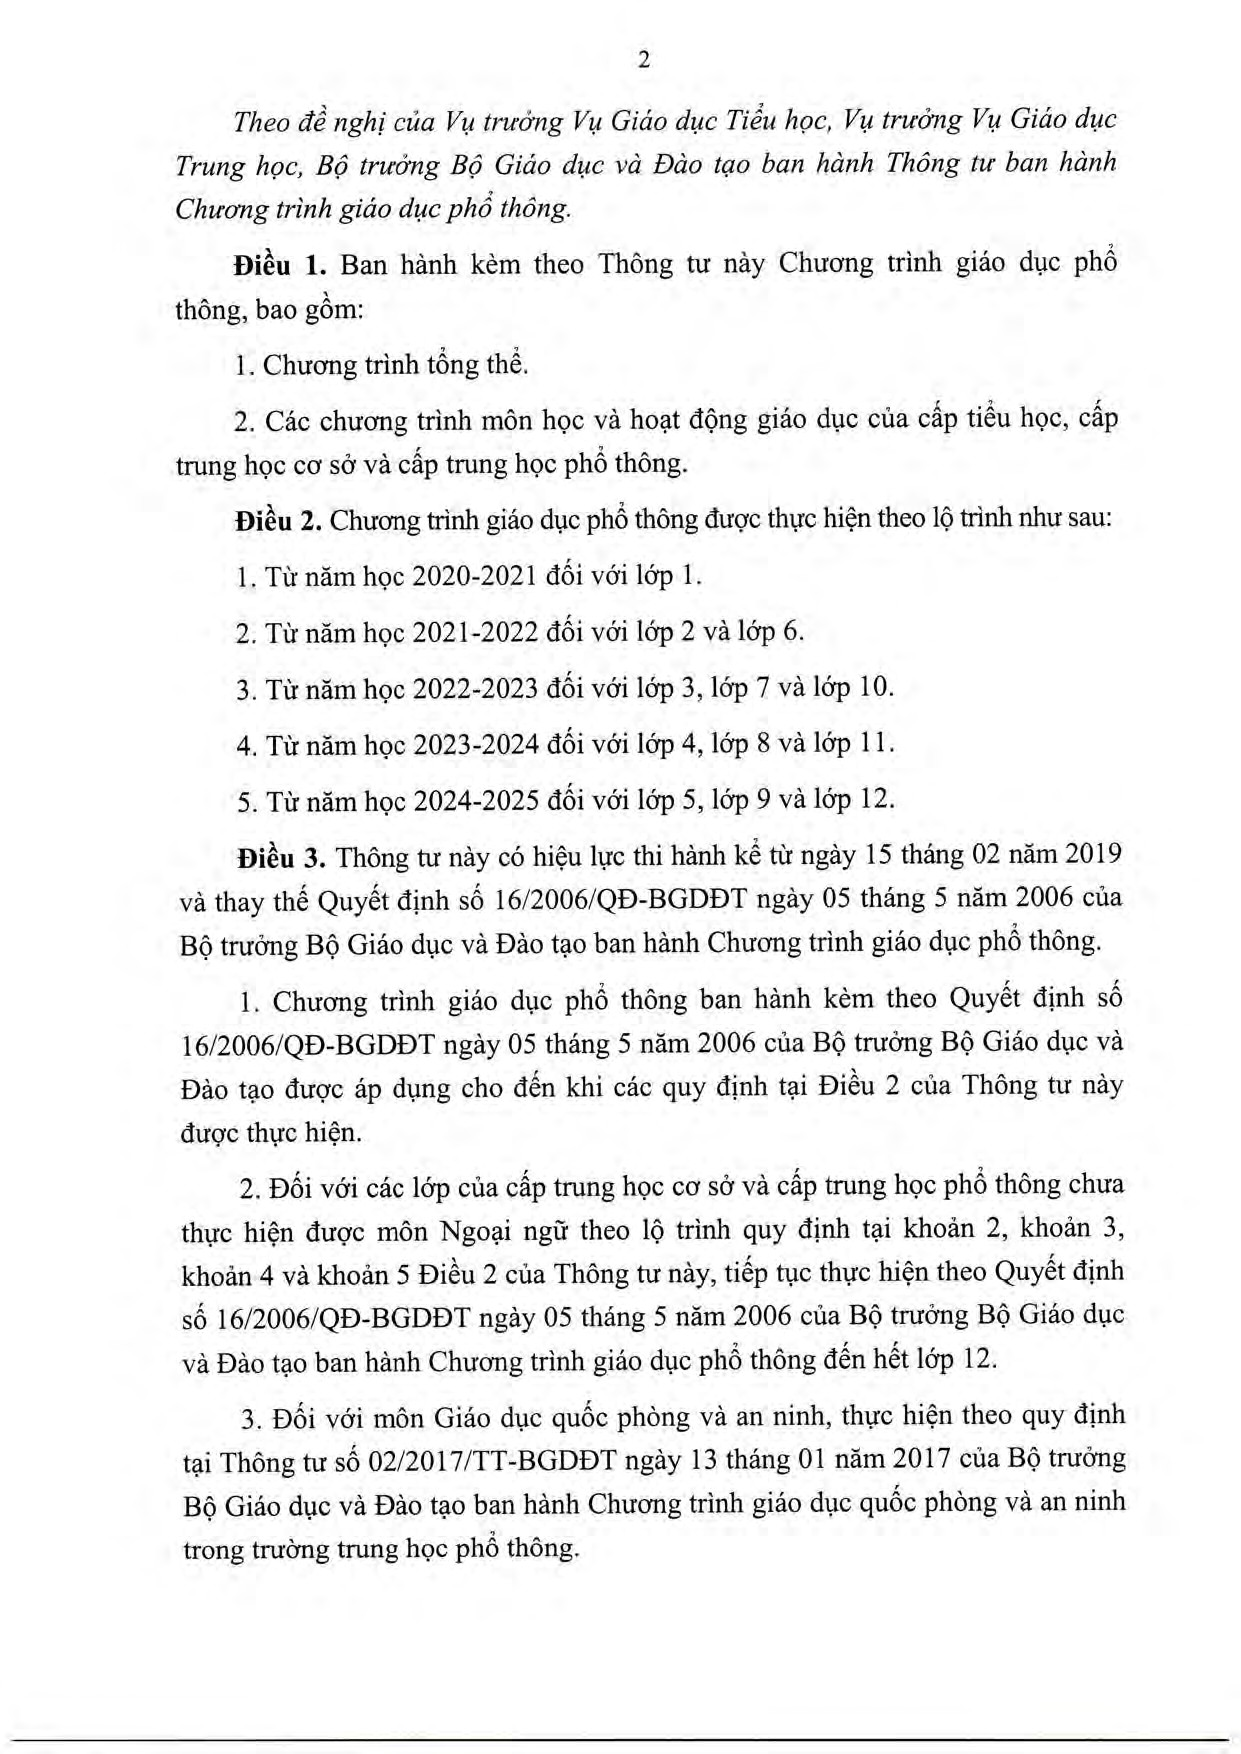 2
Theo đề nghị của Vụ trưởng Vụ Giáo dục Tiểu học, Vụ trưởng Vụ Giáo dục
Trung học, Bộ trưởng Bộ Giáo dục và Đào tạo ban hành Thông tư ban hành
Chương trình giáo dục phổ thông.
Điều 1. Ban hành kèm theo Thông tư này Chương trình giáo dục phổ
thông, bao gồm:
1. Chương trình tổng thể.
2. Các chương trình môn học và hoạt động giáo dục của cấp tiểu học, cấp
trung học cơ sở và cấp trung học phổ thông.
Điều 2. Chương trình giáo dục phổ thông được thực hiện theo lộ trình như sau:
1. Từ năm học 2020-2021 đối với lớp 1.
2. Từ năm học 2021-2022 đối với lớp 2 và lớp 6.
3. Từ năm học 2022-2023 đối với lớp 3, lớp 7 và lớp 10.
4. Từ năm học 2023-2024 đối với lớp 4, lớp 8 và lớp 11.
5. Từ năm học 2024-2025 đối với lớp 5, lớp 9 và lớp 12.
Điều 3. Thông tư này có hiệu lực thi hành kể từ ngày 15 tháng 02 năm 2019
và thay thế Quyết định số 16/2006/QĐ-BGDĐT ngày 05 tháng 5 năm 2006 của
Bộ trưởng Bộ Giáo dục và Đào tạo ban hành Chương trình giáo dục phổ thông.
1. Chương trình giáo dục phổ thông ban hành kèm theo Quyết định số
16/2006/QĐ-BGDĐT ngày 05 tháng 5 năm 2006 của Bộ trưởng Bộ Giáo dục và
Đào tạo được áp dụng cho đến khi các quy định tại Điều 2 của Thông tư này
được thực hiện.
2. Đối với các lớp của cấp trung học cơ sở và cấp trung học phổ thông chưa
thực hiện được môn Ngoại ngữ theo lộ trình quy định tại khoản 2, khoản 3,
khoản 4 và khoản 5 Điều 2 của Thông tư này, tiếp tục thực hiện theo Quyết định
số 16/2006/QĐ-BGDĐT ngày 05 tháng 5 năm 2006 của Bộ trưởng Bộ Giáo dục
và Đào tạo ban hành Chương trình giáo dục phổ thông đến hết lớp 12.
3. Đối với môn Giáo dục quốc phòng và an ninh, thực hiện theo quy định
tại Thông tư số 02/2017/TT-BGDĐT ngày 13 tháng 01 năm 2017 của Bộ trưởng
Bộ Giáo dục và Đào tạo ban hành Chương trình giáo dục quốc phòng và an ninh
trong trường trung học phổ thông.